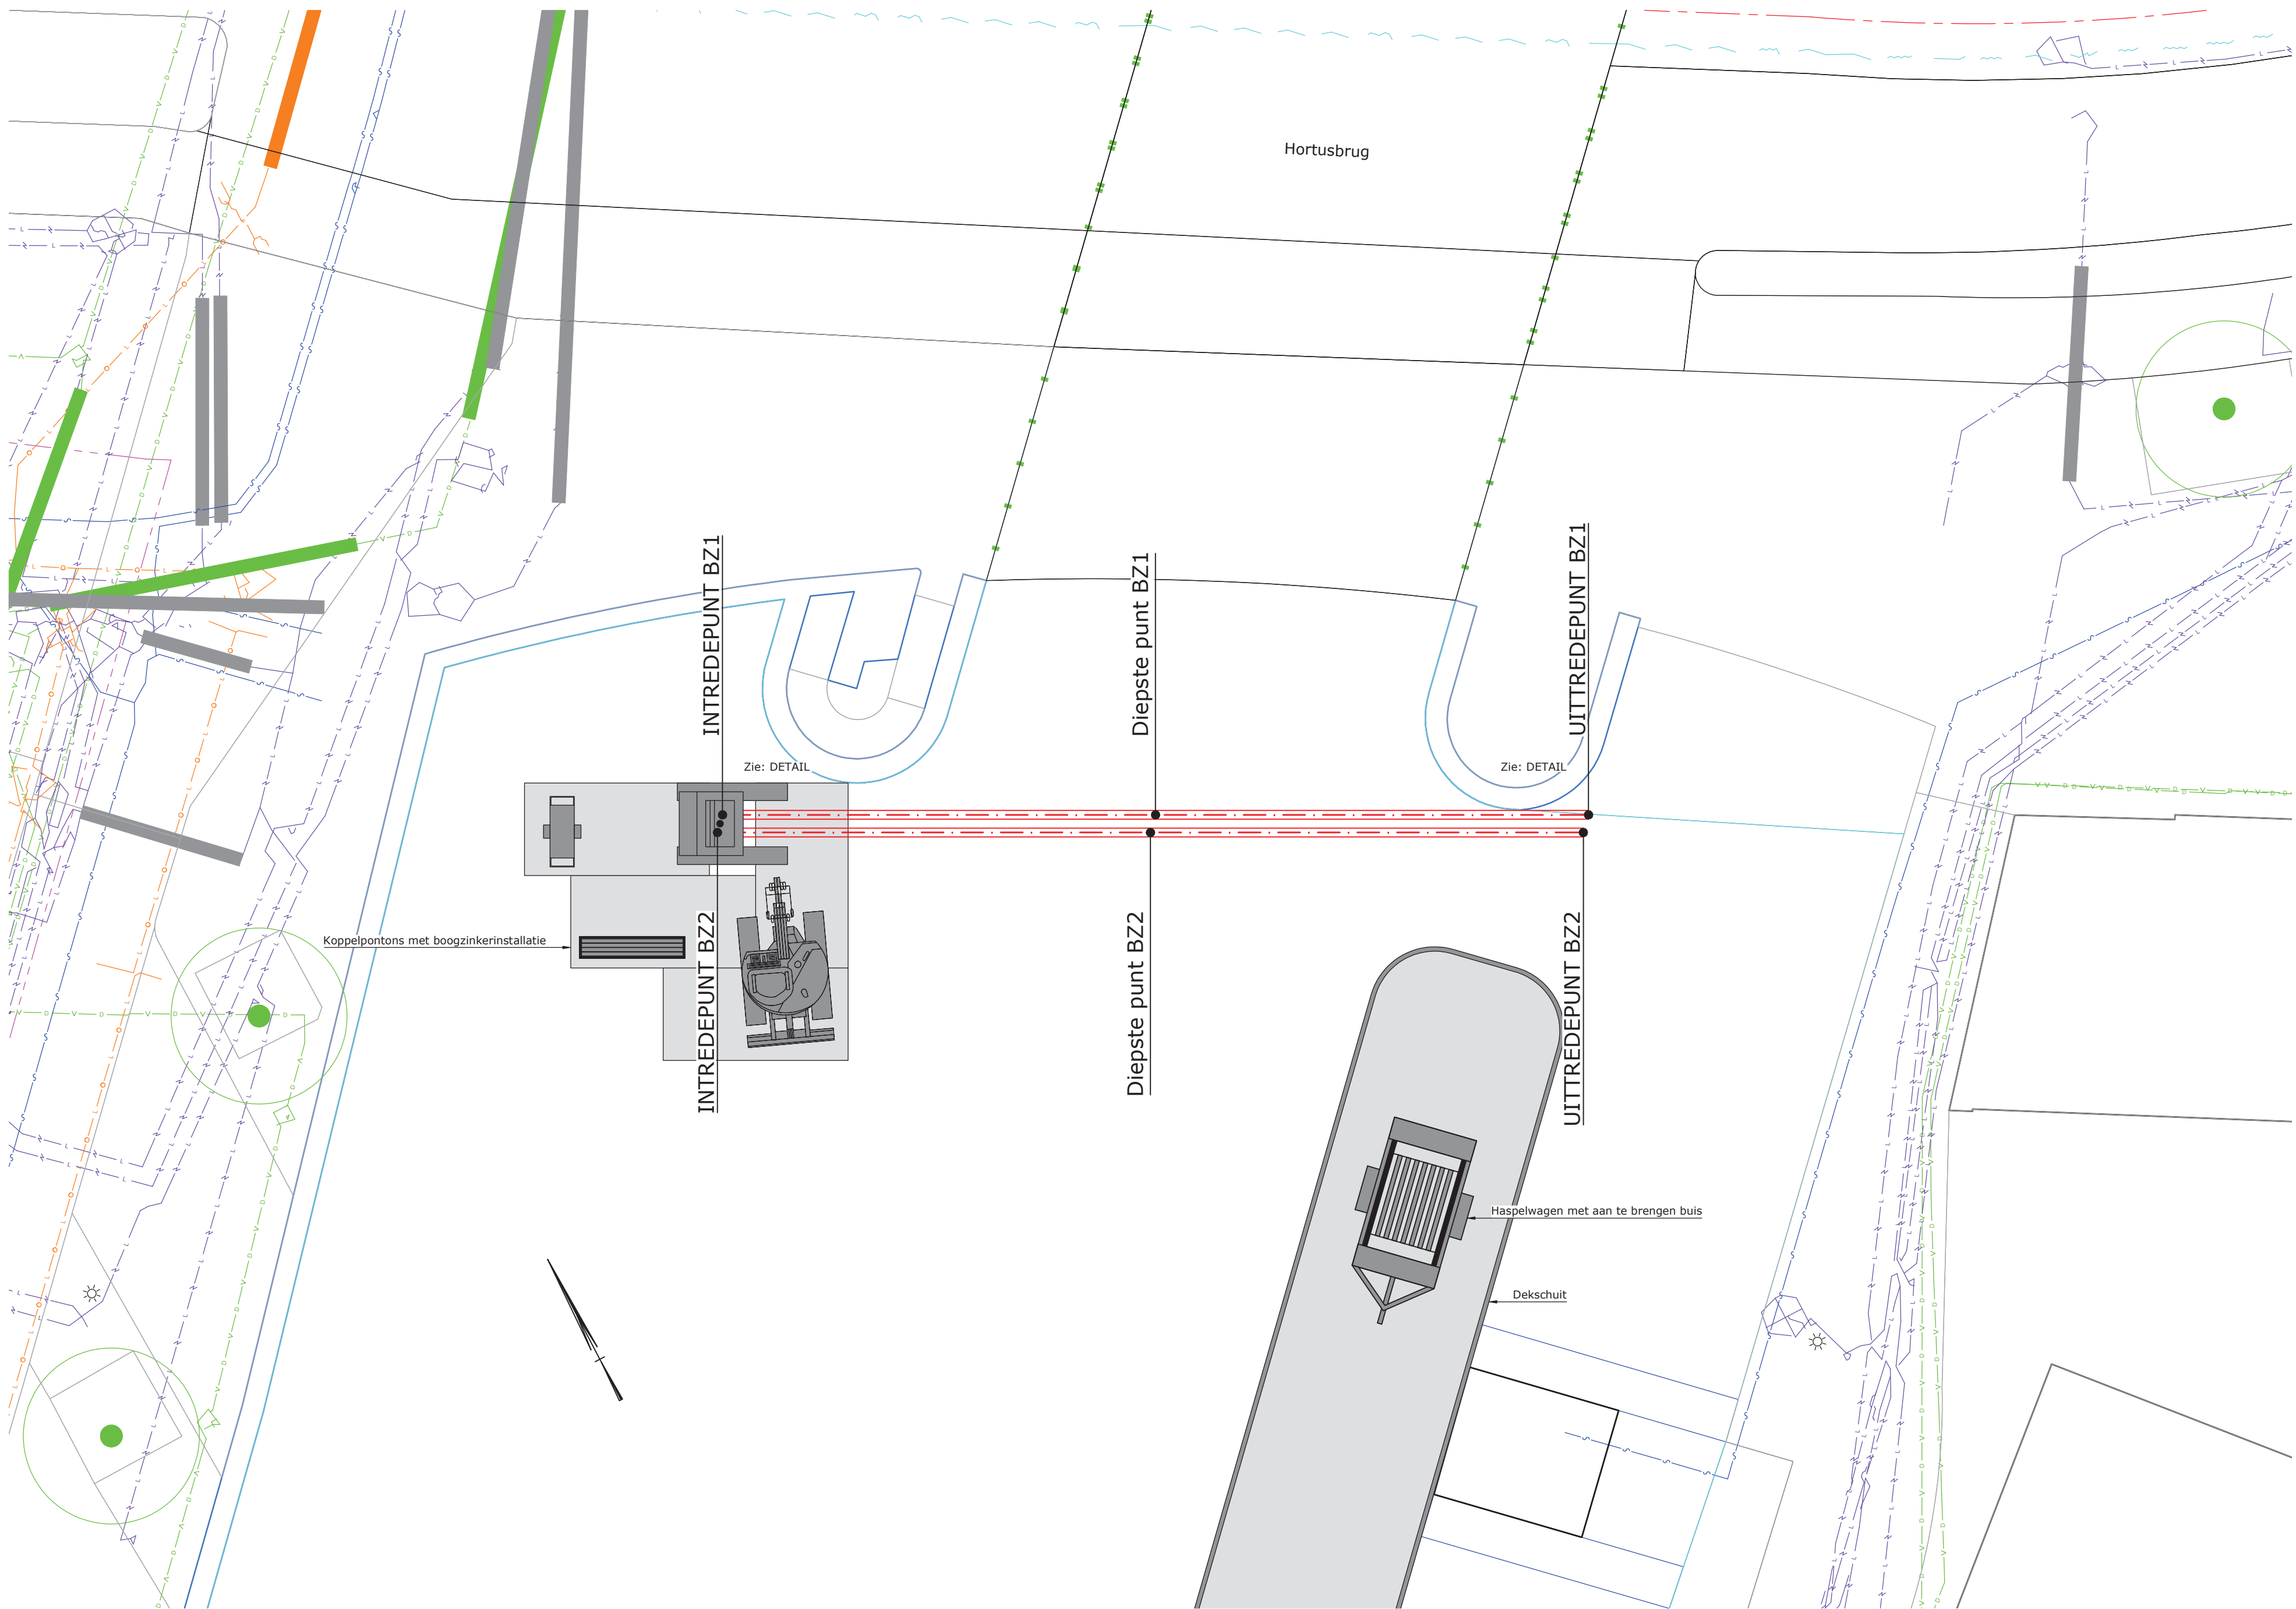 Hortusbrug
INTREDEPUNT BZ1
Diepste punt BZ1
UITTREDEPUNT BZ1
Zie: DETAIL
Zie: DETAIL
Koppelpontons met boogzinkerinstallatie
INTREDEPUNT BZ2
Diepste punt BZ2
UITTREDEPUNT BZ2
Haspelwagen met aan te brengen buis
Dekschuit